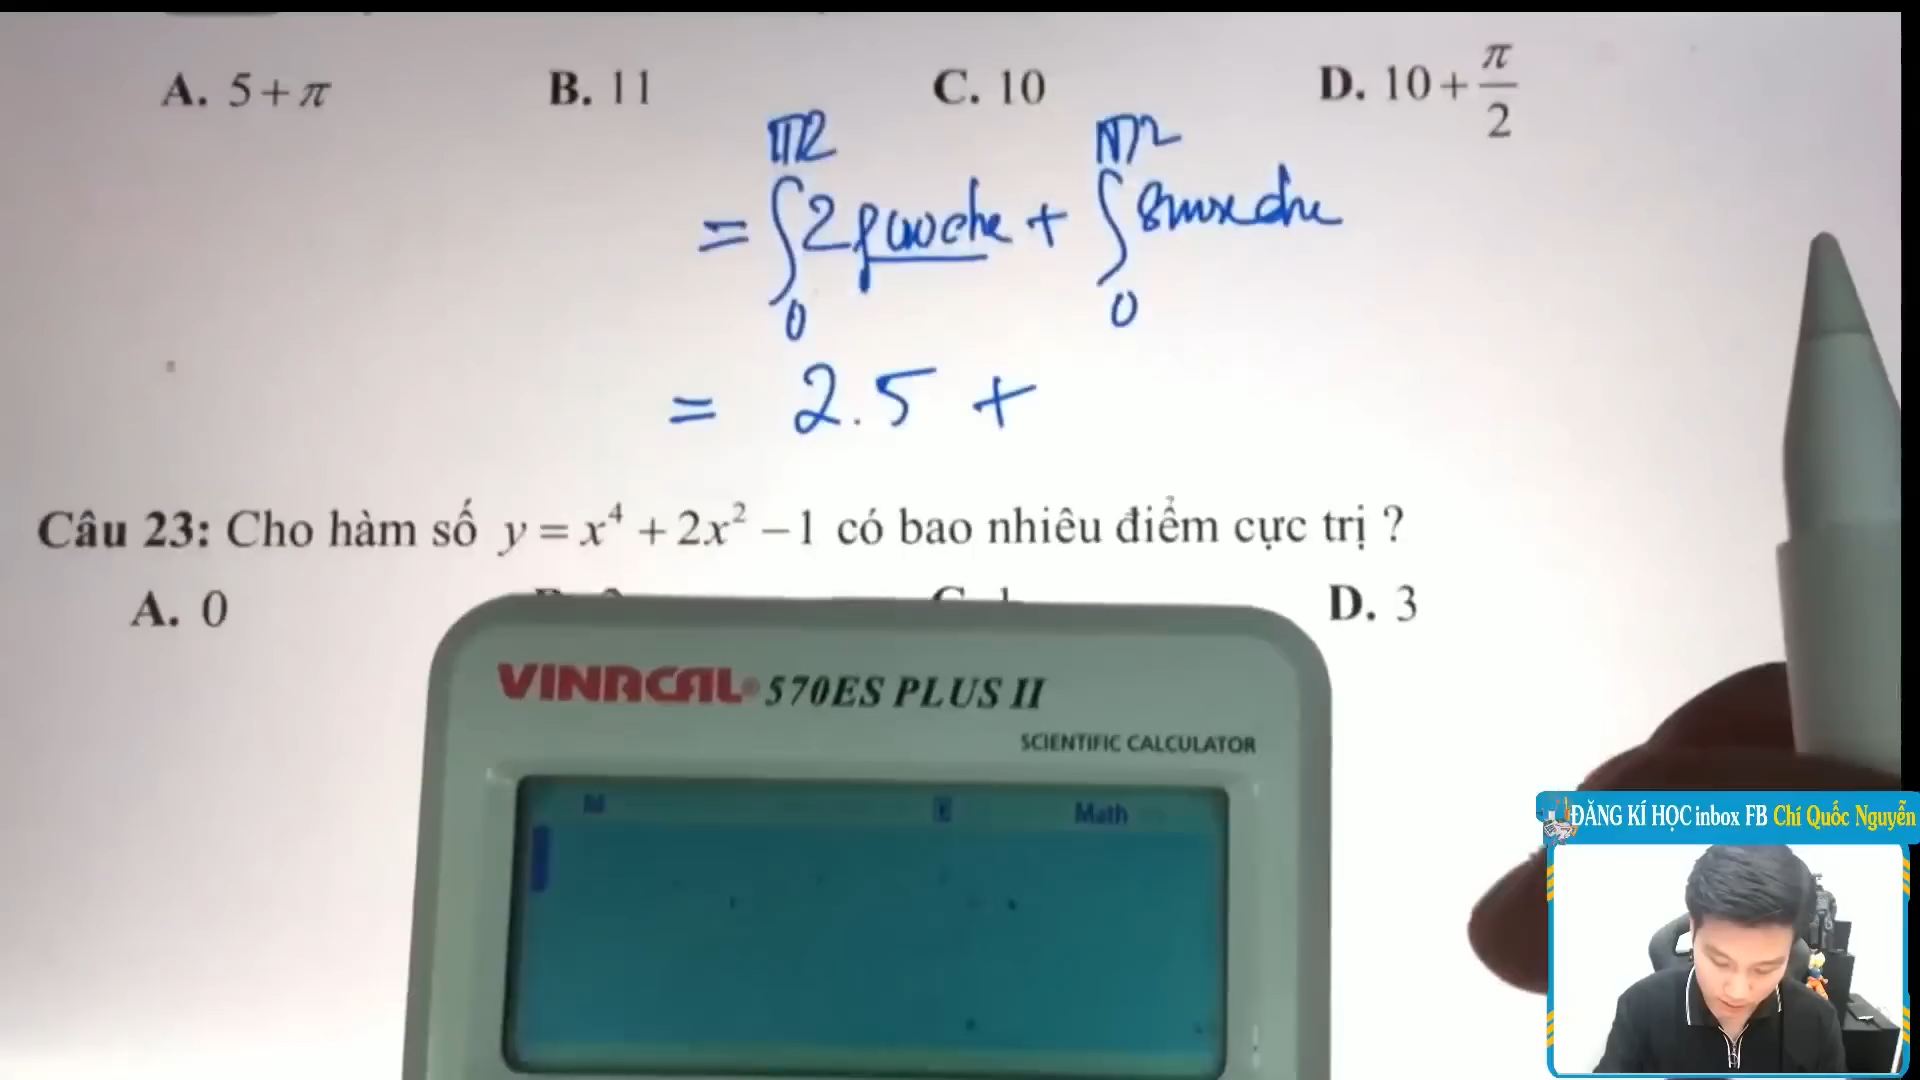 A. 5+π B. 11 C. 10 D. 10+π/2
= ∫₀^{π/2} 2f(x)dx + ∫₀^{π/2} sinx dx
= 2.5 +
Câu 23: Cho hàm số y = x⁴ + 2x² − 1 có bao nhiêu điểm cực trị ?
A. 0 D. 3
VINACAL 570ES PLUS II
SCIENTIFIC CALCULATOR
M Math
ĐĂNG KÍ HỌC inbox FB Chí Quốc Nguyễn